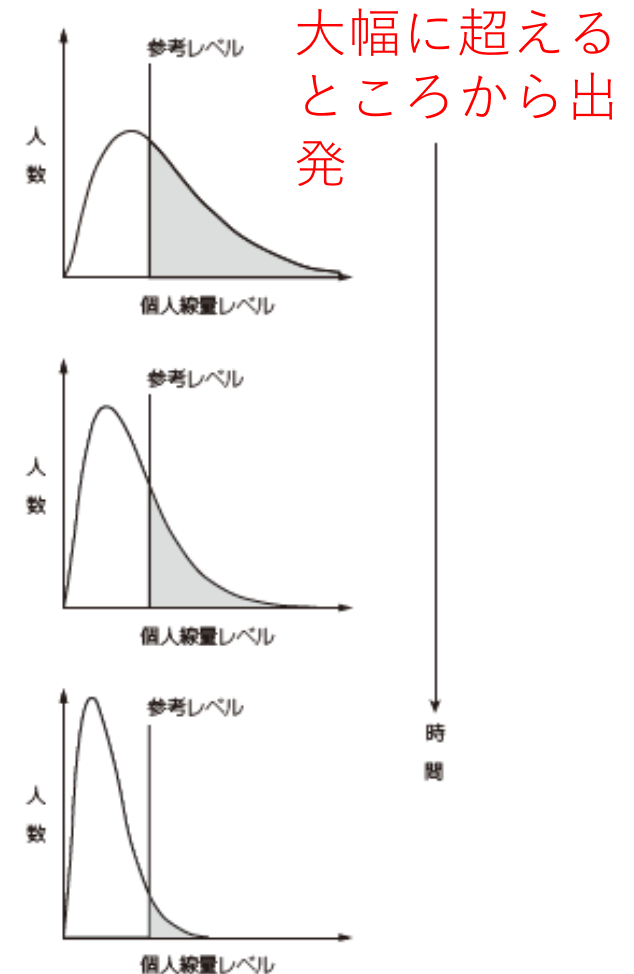 大幅に超える
ところから出
発
参考レベル
人
数
個人線量レベル
参考レベル
人
数
個人線量レベル
参考レベル
人
数
個人線量レベル
時
間